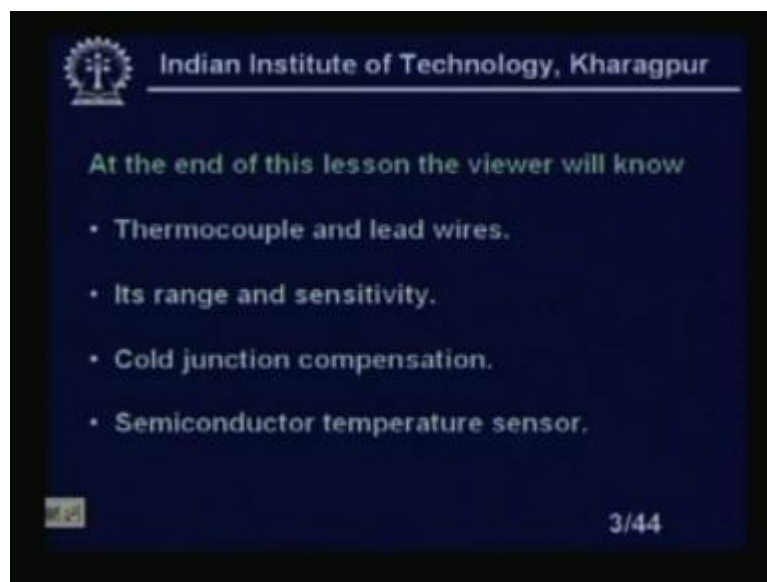 Indian Institute of Technology, Kharagpur
At the end of this lesson the viewer will know
• Thermocouple and lead wires.
• Its range and sensitivity.
• Cold junction compensation.
• Semiconductor temperature sensor.
3/44